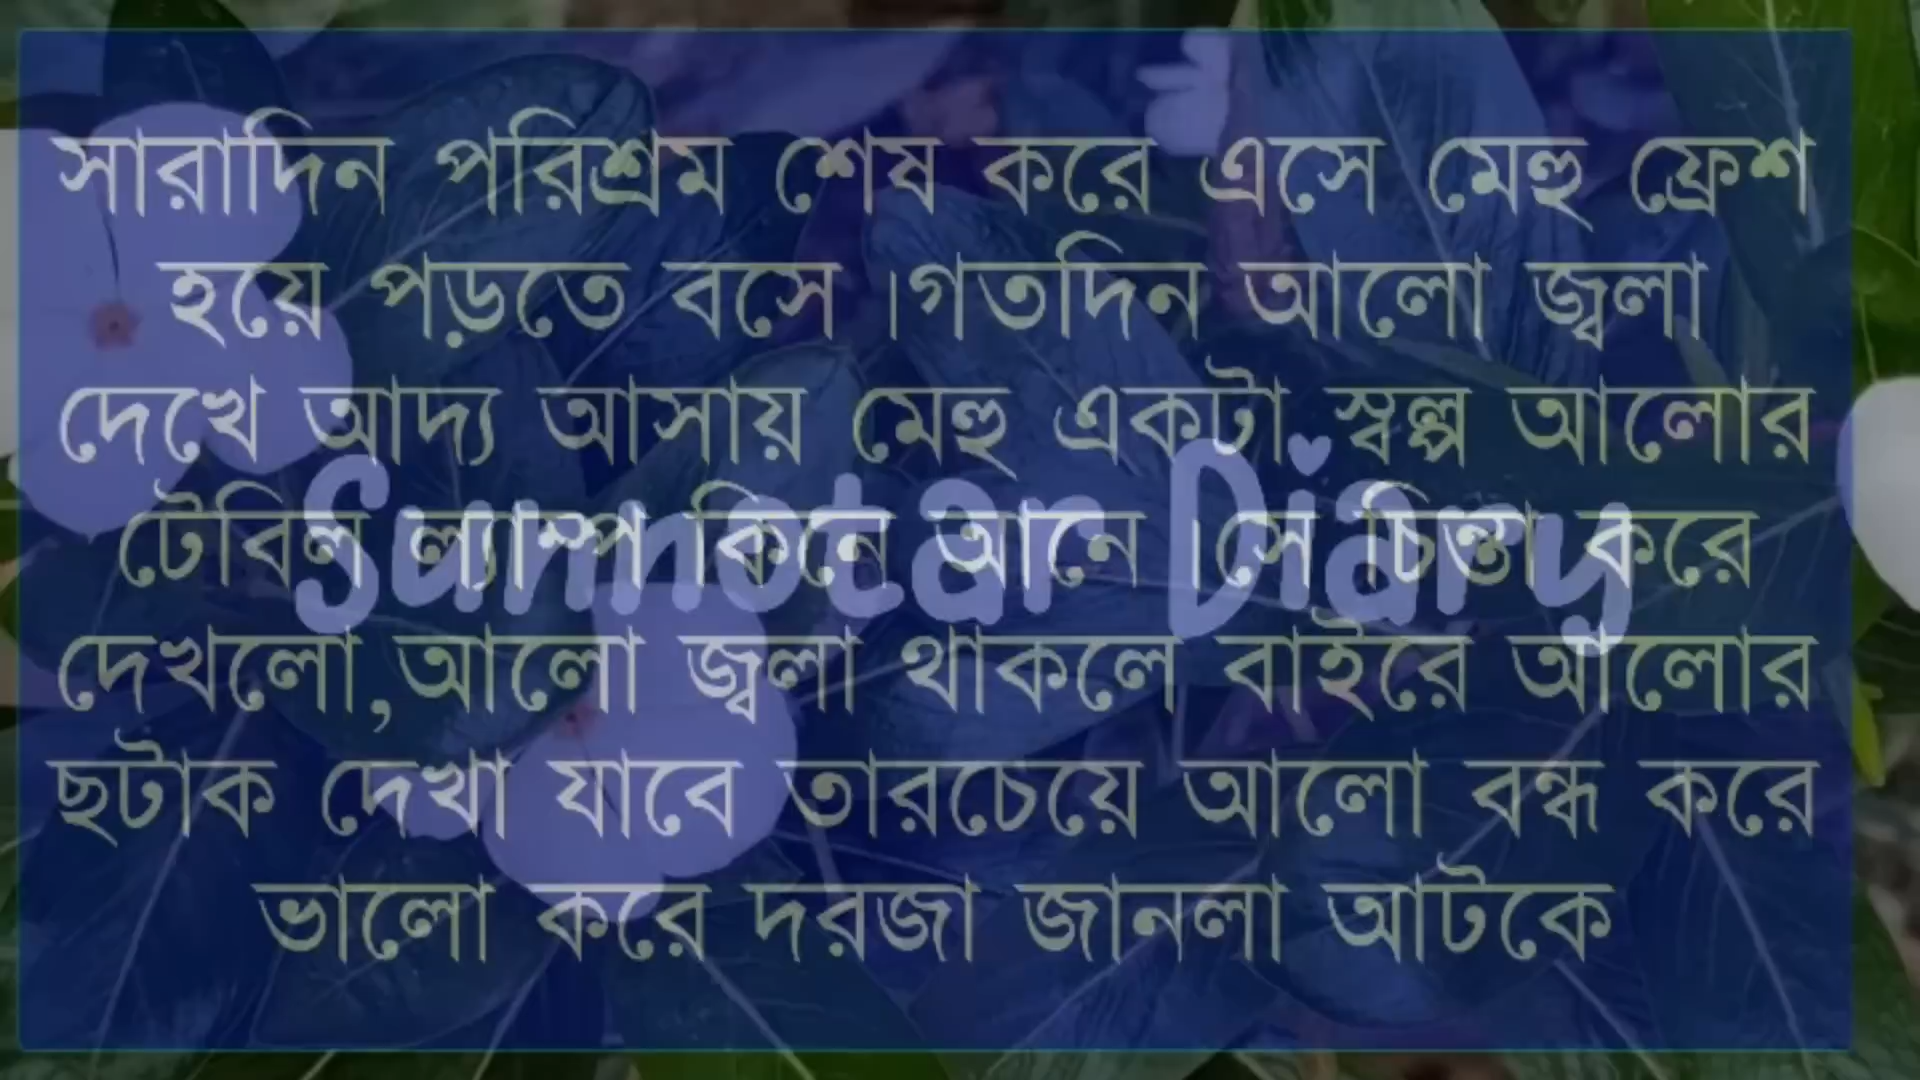 সারাদিন পরিশ্রম শেষ করে এসে মেহু ফ্রেশ
হয়ে পড়তে বসে ।গতদিন আলো জ্বলা
দেখে আদ্য আসায় মেহু একটা স্বল্প আলোর
টেবিল ল্যাম্প কিনে আনে ।সে চিন্তা করে
দেখলো,আলো জ্বলা থাকলে বাইরে আলোর
ছটাক দেখা যাবে তারচেয়ে আলো বন্ধ করে
ভালো করে দরজা জানলা আটকে
Sumnotar Diary